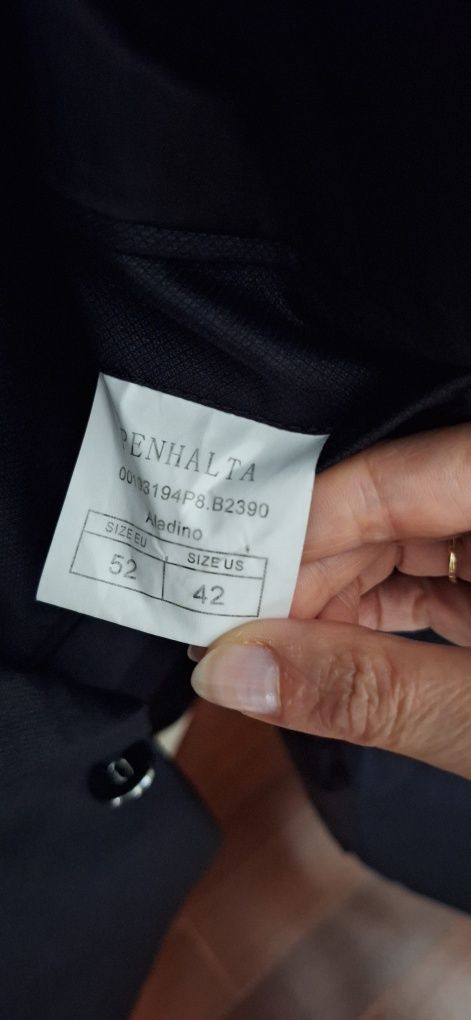 PENHALTA
00193194P8.B2390
Aladino
SIZE EU SIZE US
52 42